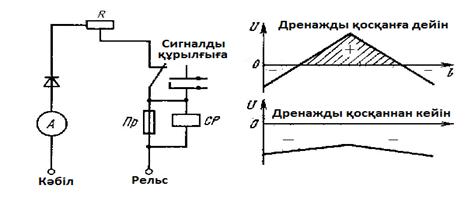 R
Сигналды
құрылғыға
A
Пр
СР
Кәбіл
Рельс
U
Дренажды қосқанға дейін
+
0
L
U
Дренажды қосқаннан кейін
0